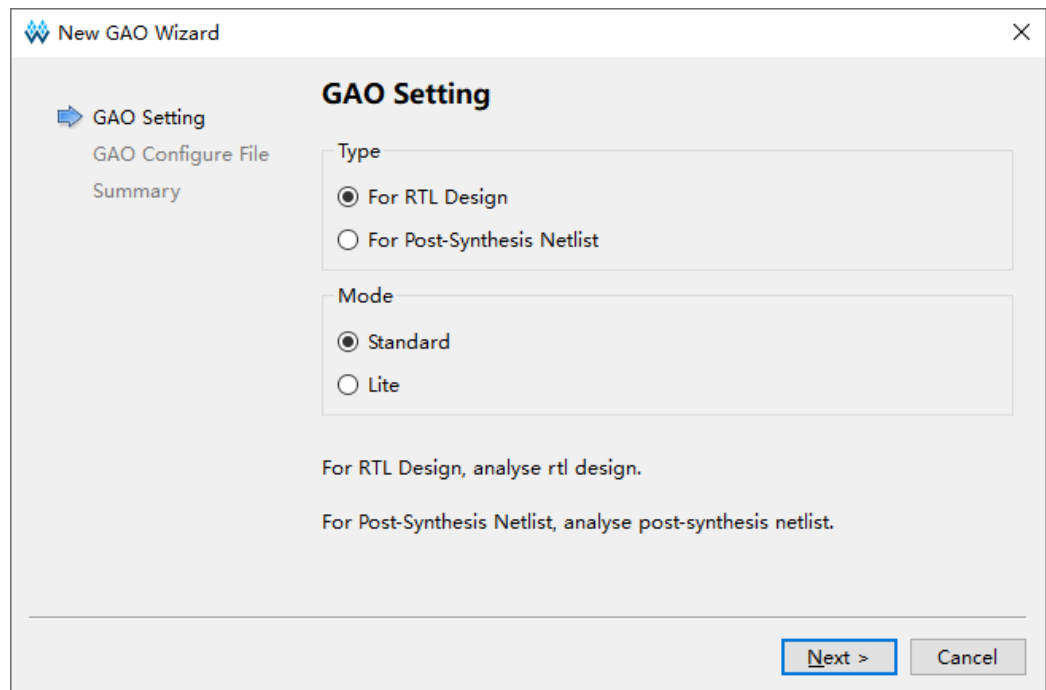 New GAO Wizard
GAO Setting
GAO Configure File
Summary
GAO Setting
Type
For RTL Design
For Post-Synthesis Netlist
Mode
Standard
Lite
For RTL Design, analyse rtl design.
For Post-Synthesis Netlist, analyse post-synthesis netlist.
Next >
Cancel